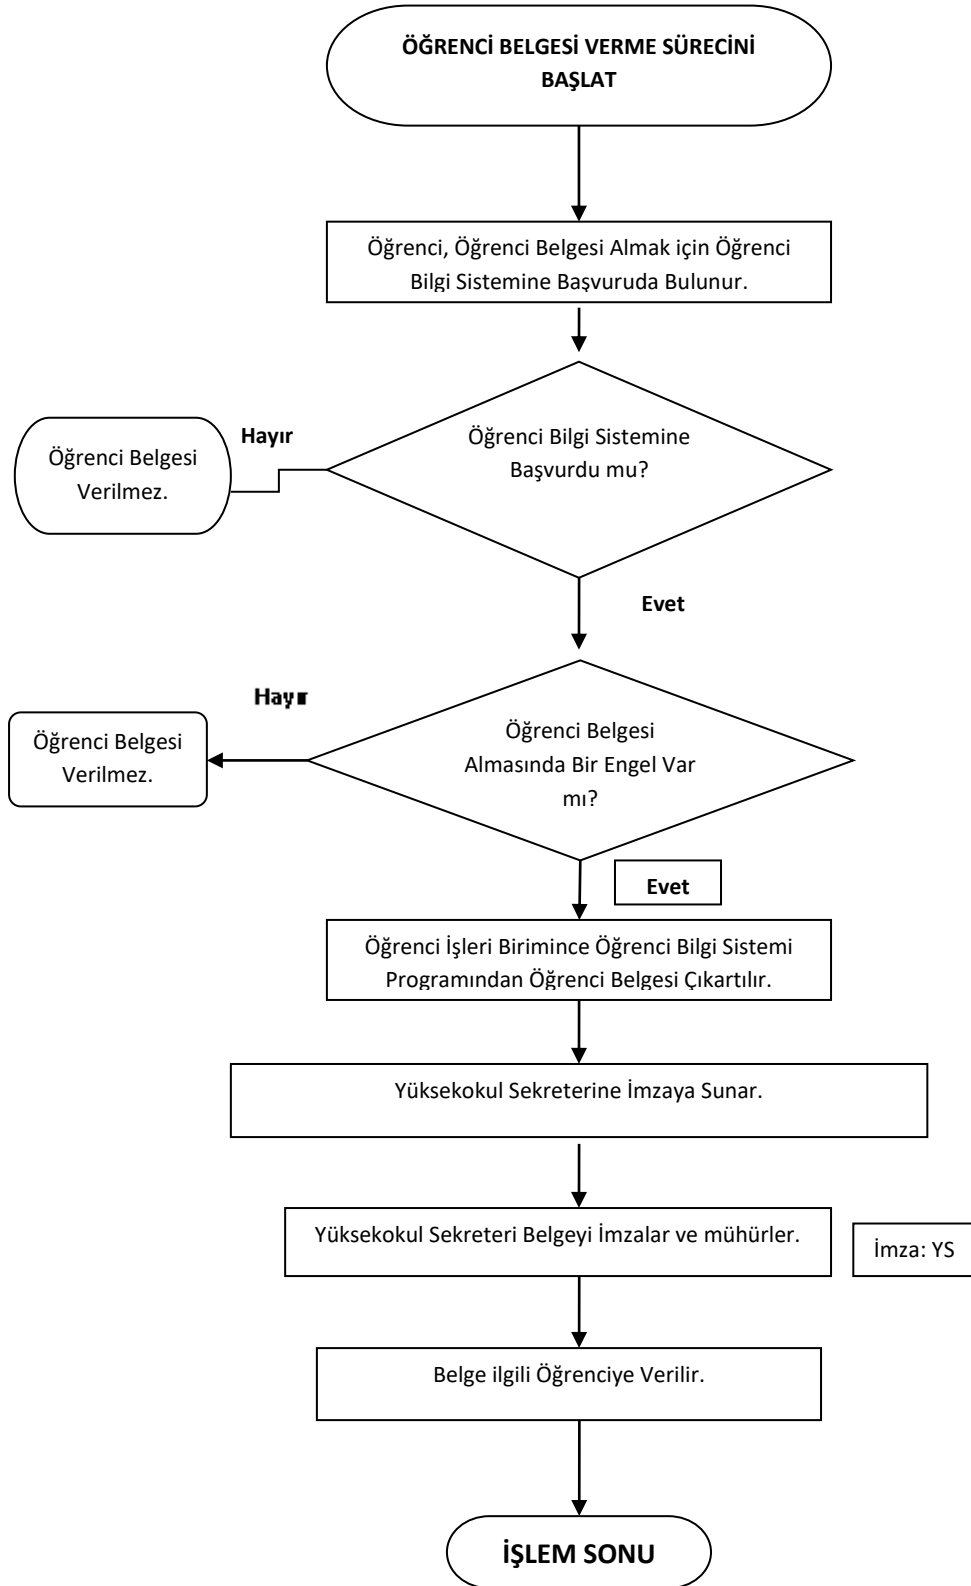 ÖĞRENCİ BELGESİ VERME SÜRECİNİ
BAŞLAT
Öğrenci, Öğrenci Belgesi Almak için Öğrenci
Bilgi Sistemine Başvuruda Bulunur.
Hayır
Öğrenci Bilgi Sistemine
Başvurdu mu?
Öğrenci Belgesi
Verilmez.
Evet
Hayır
Öğrenci Belgesi
Almasında Bir Engel Var
mı?
Öğrenci Belgesi
Verilmez.
Evet
Öğrenci İşleri Birimince Öğrenci Bilgi Sistemi
Programından Öğrenci Belgesi Çıkartılır.
Yüksekokul Sekreterine İmzaya Sunar.
Yüksekokul Sekreteri Belgeyi İmzalar ve mühürler.
İmza: YS
Belge ilgili Öğrenciye Verilir.
İŞLEM SONU